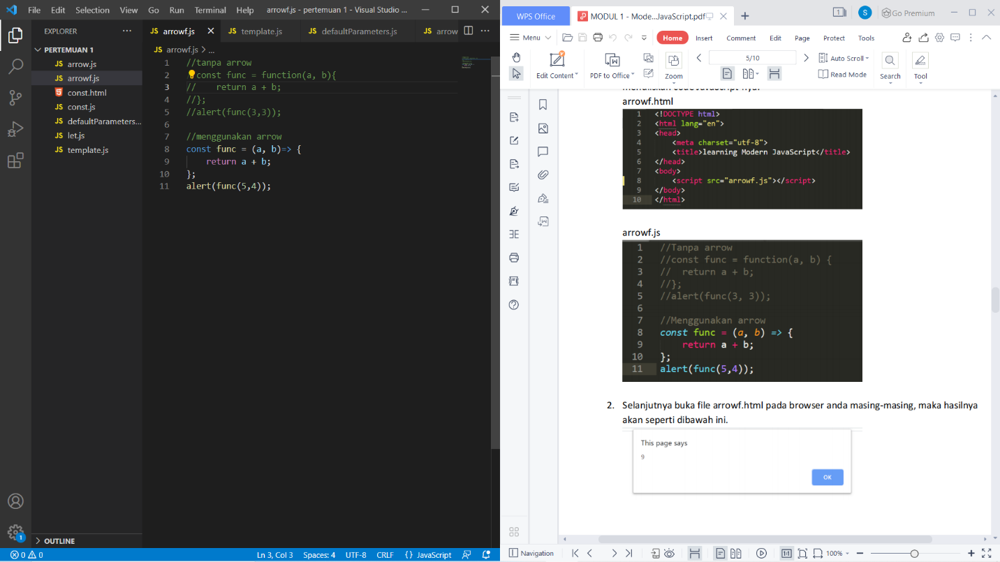 File Edit Selection View Go Run Terminal Help arrowf.js - pertemuan 1 - Visual Studio ...
EXPLORER
PERTEMUAN 1
JS arrow.js
JS arrowf.js
const.html
JS const.js
JS defaultParameters...
JS let.js
JS template.js
OUTLINE
JS arrowf.js
JS template.js
JS defaultParameters.js
JS arrow
JS arrowf.js > ...
1 //tanpa arrow
2 const func = function(a, b){
3 //    return a + b;
4 //};
5 //alert(func(3,3));
6
7 //menggunakan arrow
8 const func = (a, b)=> {
9     return a + b;
10 };
11 alert(func(5,4));
1
0 0 Ln 3, Col 3 Spaces: 4 UTF-8 CRLF {} JavaScript
WPS Office
MODUL 1 - Mode...JavaScript.pdf
1
S
Go Premium
Menu
Home Insert Comment Edit Page Protect Tools
Edit Content
PDF to Office
Zoom
5/10
Auto Scroll
Read Mode
Search
Tool
arrowf.html
1 <!DOCTYPE html>
2 <html lang="en">
3 <head>
4     <meta charset="utf-8">
5     <title>learning Modern JavaScript</title>
6 </head>
7 <body>
8     <script src="arrowf.js"></script>
9 </body>
10 </html>
arrowf.js
1 //Tanpa arrow
2 //const func = function(a, b) {
3 //  return a + b;
4 //};
5 //alert(func(3, 3));
6
7 //Menggunakan arrow
8 const func = (a, b) => {
9     return a + b;
10 };
11 alert(func(5,4));
2. Selanjutnya buka file arrowf.html pada browser anda masing-masing, maka hasilnya
akan seperti dibawah ini.
This page says
9
OK
Navigation
1:1
100%